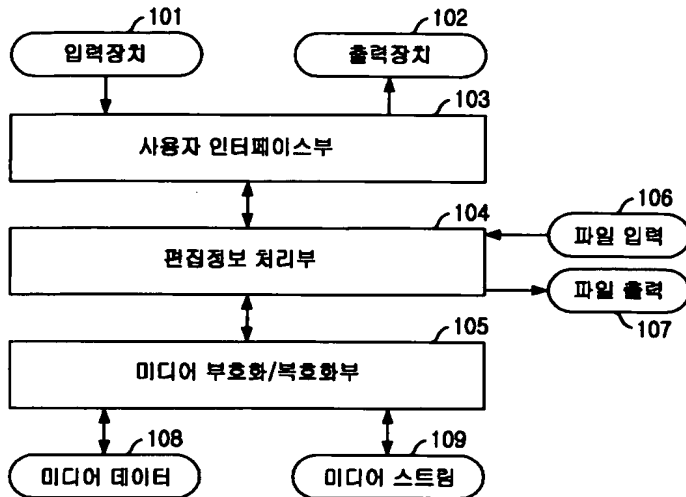 101
입력장치
102
출력장치
103
사용자 인터페이스부
104
편집정보 처리부
106
파일 입력
파일 출력
107
105
미디어 부호화/복호화부
108
미디어 데이터
109
미디어 스트림